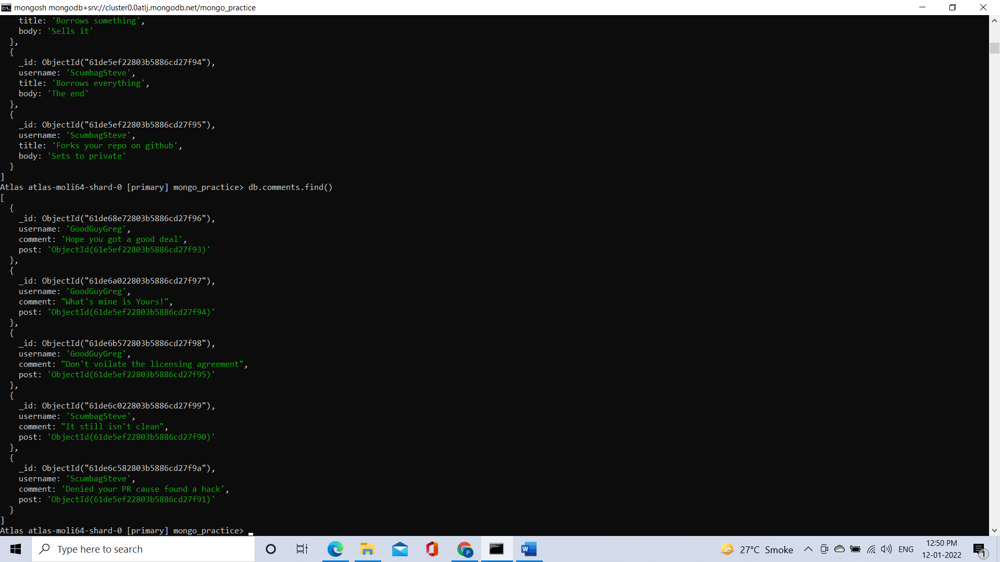 mongosh mongodb+srv://cluster0.0atlj.mongodb.net/mongo_practice
    title: 'Borrows something',
    body: 'Sells it'
  },
  {
    _id: ObjectId("61de5ef22803b5886cd27f94"),
    username: 'ScumbagSteve',
    title: 'Borrows everything',
    body: 'The end'
  },
  {
    _id: ObjectId("61de5ef22803b5886cd27f95"),
    username: 'ScumbagSteve',
    title: 'Forks your repo on github',
    body: 'Sets to private'
  }
]
Atlas atlas-moli64-shard-0 [primary] mongo_practice> db.comments.find()
[
  {
    _id: ObjectId("61de68e72803b5886cd27f96"),
    username: 'GoodGuyGreg',
    comment: 'Hope you got a good deal',
    post: 'ObjectId(61e5ef22803b5886cd27f93)'
  },
  {
    _id: ObjectId("61de6a022803b5886cd27f97"),
    username: 'GoodGuyGreg',
    comment: "What's mine is Yours!",
    post: 'ObjectId(61de5ef22803b5886cd27f94)'
  },
  {
    _id: ObjectId("61de6b572803b5886cd27f98"),
    username: 'GoodGuyGreg',
    comment: "Don't voilate the licensing agreement",
    post: 'ObjectId(61de5ef22803b5886cd27f95)'
  },
  {
    _id: ObjectId("61de6c022803b5886cd27f99"),
    username: 'ScumbagSteve',
    comment: "It still isn't clean",
    post: 'ObjectId(61de5ef22803b5886cd27f90)'
  },
  {
    _id: ObjectId("61de6c582803b5886cd27f9a"),
    username: 'ScumbagSteve',
    comment: 'Denied your PR cause found a hack',
    post: 'ObjectId(61de5ef22803b5886cd27f91)'
  }
]
Atlas atlas-moli64-shard-0 [primary] mongo_practice>
Type here to search
27°C Smoke
ENG
12:50 PM
12-01-2022
1